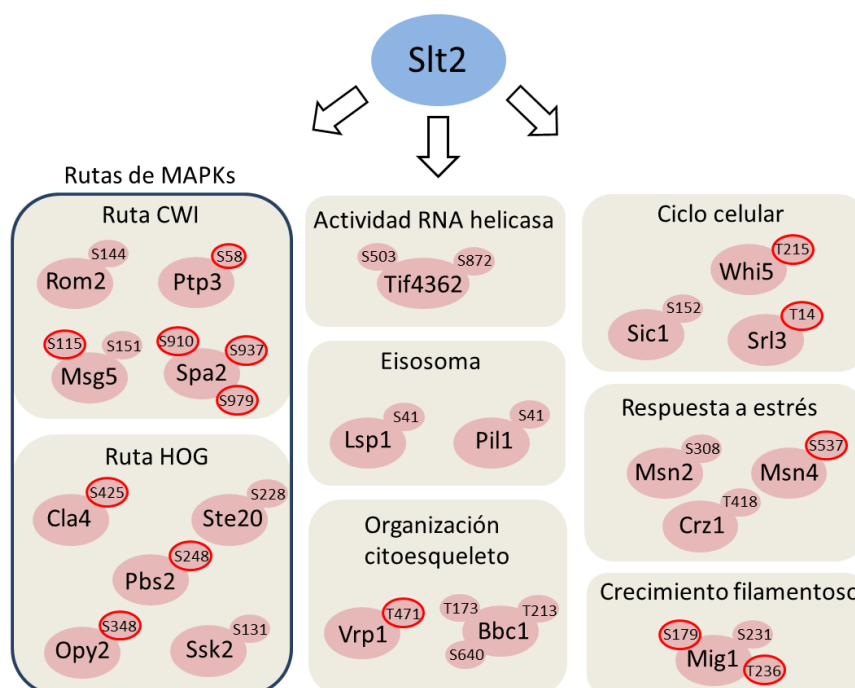 Slt2
Rutas de MAPKs
Ruta CWI
S144
Rom2
S58
Ptp3
S115
S151
Msg5
S910
S937
Spa2
S979
Ruta HOG
S425
Cla4
S228
Ste20
S248
Pbs2
S348
Opy2
S131
Ssk2
Actividad RNA helicasa
S503
S872
Tif4362
Eisosoma
S41
Lsp1
S41
Pil1
Organización
citoesqueleto
T471
Vrp1
T173
T213
Bbc1
S640
Ciclo celular
T215
Whi5
S152
Sic1
T14
Srl3
Respuesta a estrés
S308
Msn2
S537
Msn4
T418
Crz1
Crecimiento filamentoso
S179
S231
Mig1
T236